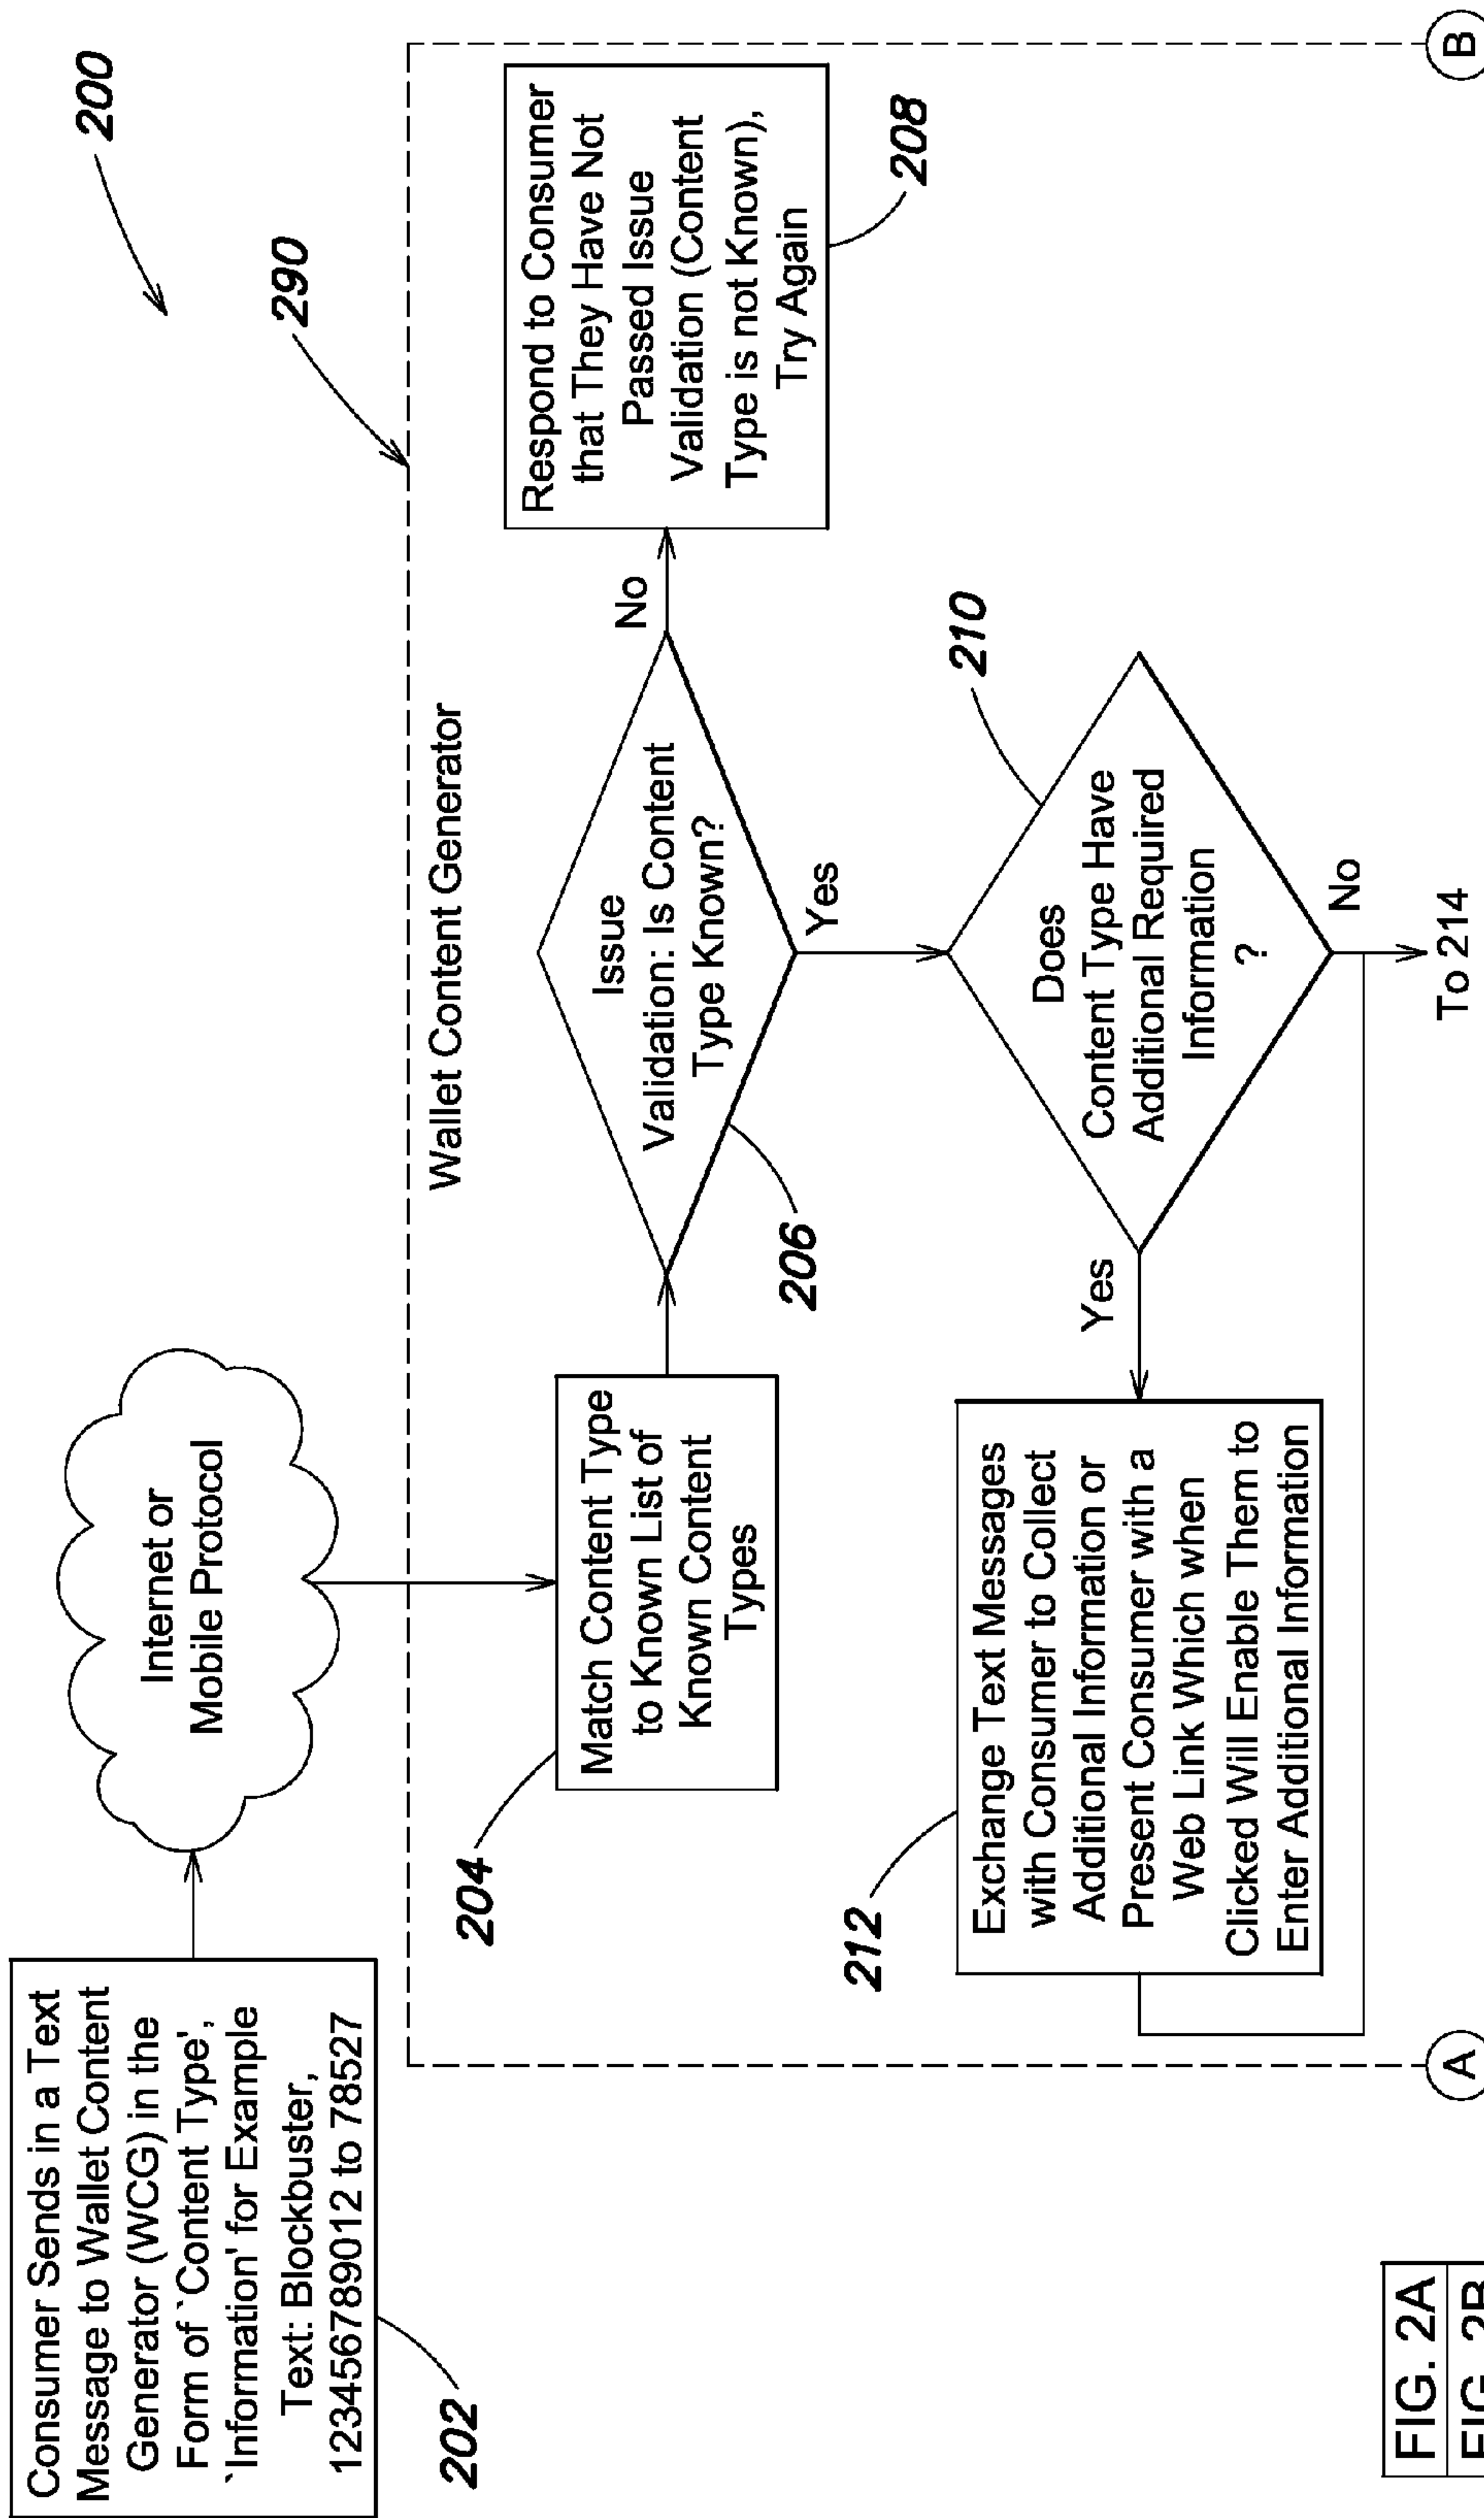 200
Consumer Sends in a Text
Message to Wallet Content
Generator (WCG) in the
Form of `Content Type',
`Information' for Example
Text: Blockbuster,
123456789012 to 78527
202
Internet or
Mobile Protocol
290
Wallet Content Generator
204
Match Content Type
to Known List of
Known Content
Types
Issue
Validation: Is Content
Type Known?
206
No
Yes
Respond to Consumer
that They Have Not
Passed Issue
Validation (Content
Type is not Known),
Try Again
208
210
Does
Content Type Have
Additional Required
Information
?
Yes
No
212
Exchange Text Messages
with Consumer to Collect
Additional Information or
Present Consumer with a
Web Link Which when
Clicked Will Enable Them to
Enter Additional Information
To 214
A
B
FIG. 2A
FIG. 2B